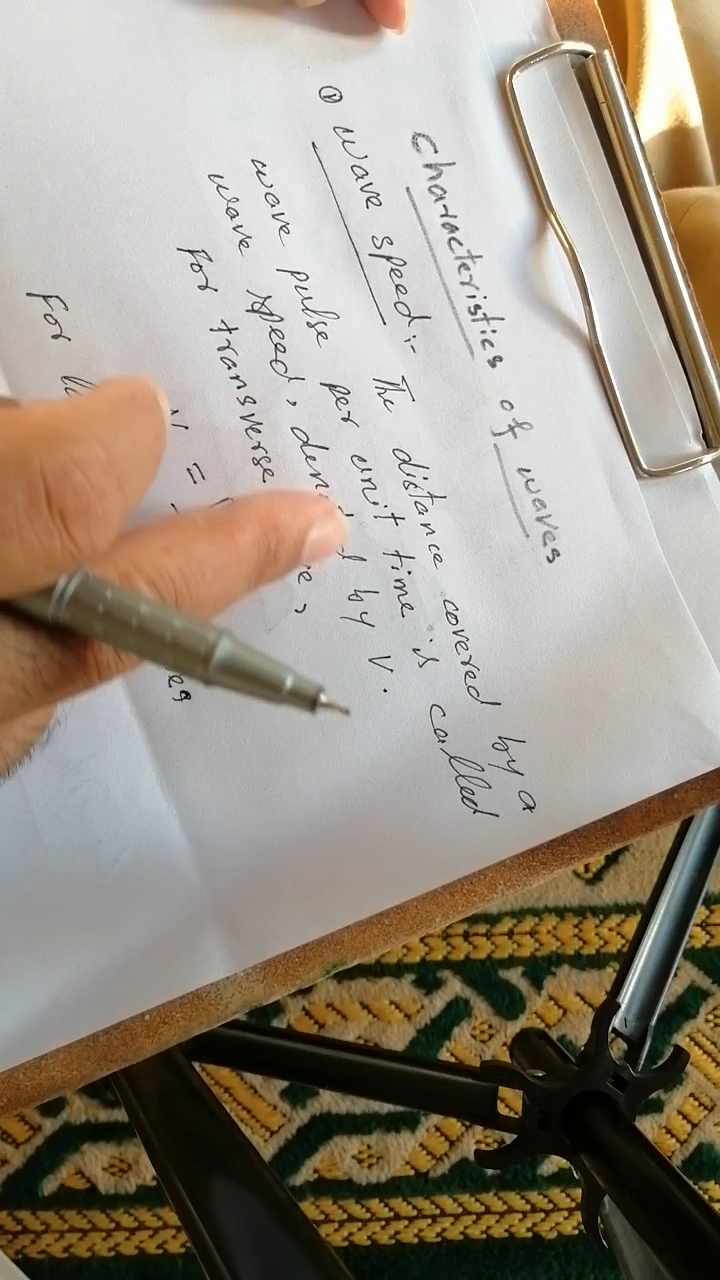 Characteristics of waves
① wave speed:- The distance covered by a
wave pulse per unit time is called
wave speed, by V.
For transverse
V =
For